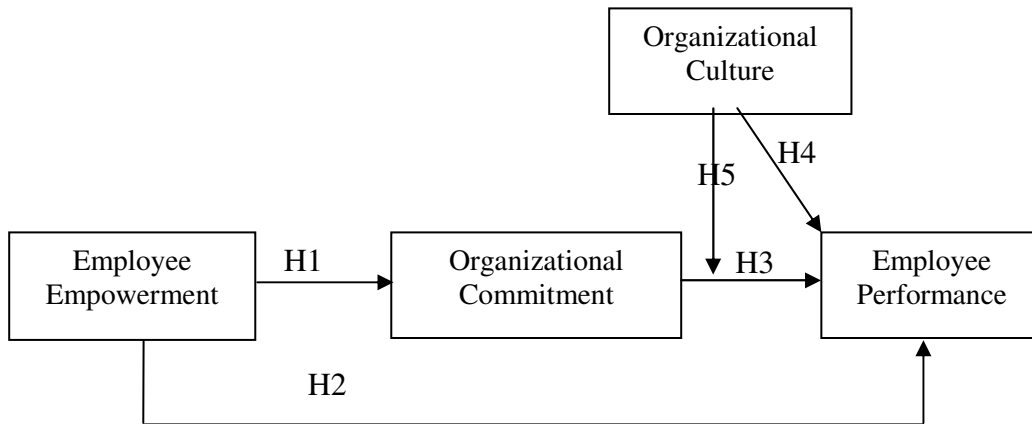 Organizational
Culture
H4
H5
Employee
Empowerment
H1
Organizational
Commitment
H3
Employee
Performance
H2